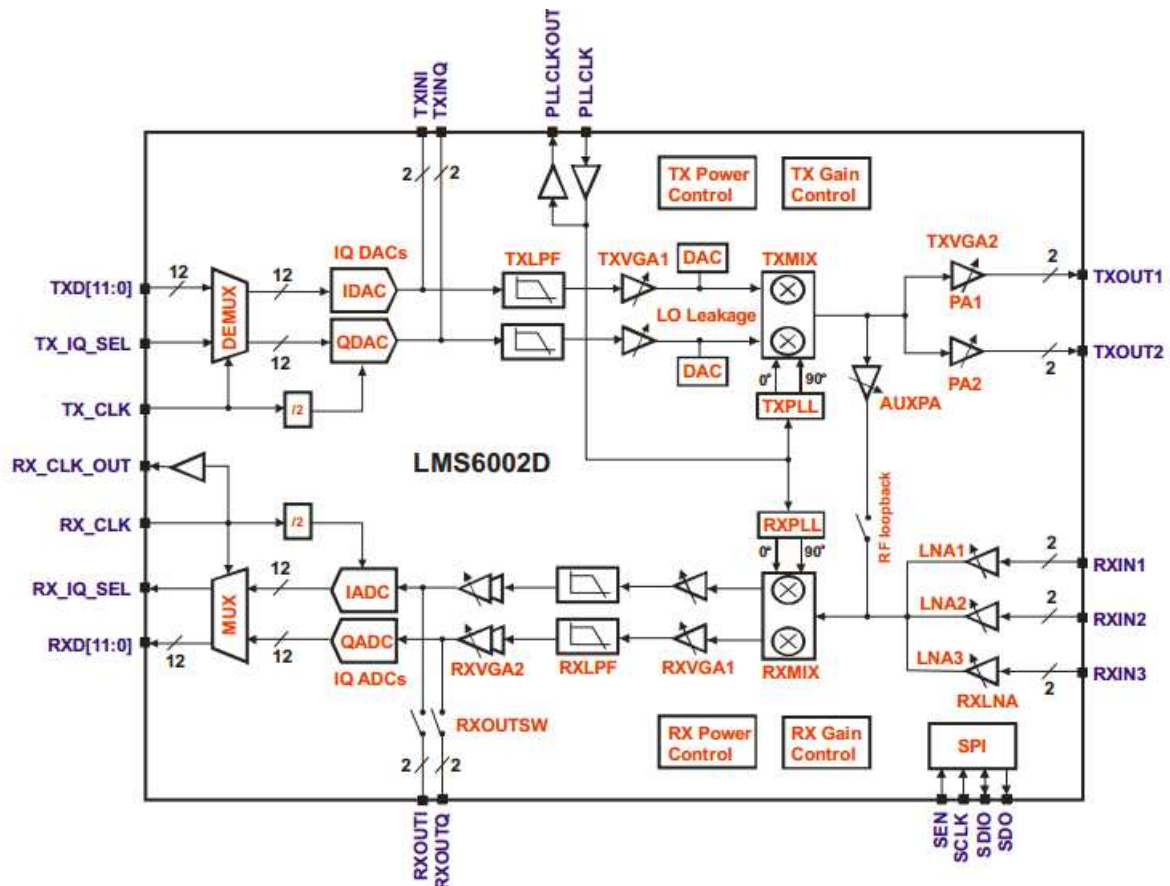 TXINI
TXINQ
PLLCLKOUT
PLLCLK
2
2
TX Power
Control
TX Gain
Control
IQ DACs
TXLPF
TXVGA1
DAC
TXMIX
TXVGA2
TXD[11:0]
12
DEMUX
12
IDAC
PA1
2
TXOUT1
LO Leakage
TX_IQ_SEL
12
QDAC
DAC
PA2
2
TXOUT2
0°
90°
TX_CLK
/2
TXPLL
AUXPA
RX_CLK_OUT
LMS6002D
RX_CLK
/2
RXPLL
0°
90°
RF loopback
LNA1
2
RXIN1
RX_IQ_SEL
MUX
12
IADC
LNA2
2
RXIN2
RXD[11:0]
12
12
QADC
IQ ADCs
RXVGA2
RXLPF
RXVGA1
RXMIX
LNA3
RXLNA
2
RXIN3
RXOUTSW
2
2
RX Power
Control
RX Gain
Control
SPI
RXOUTI
RXOUTQ
SEN
SCLK
SDIO
SDO